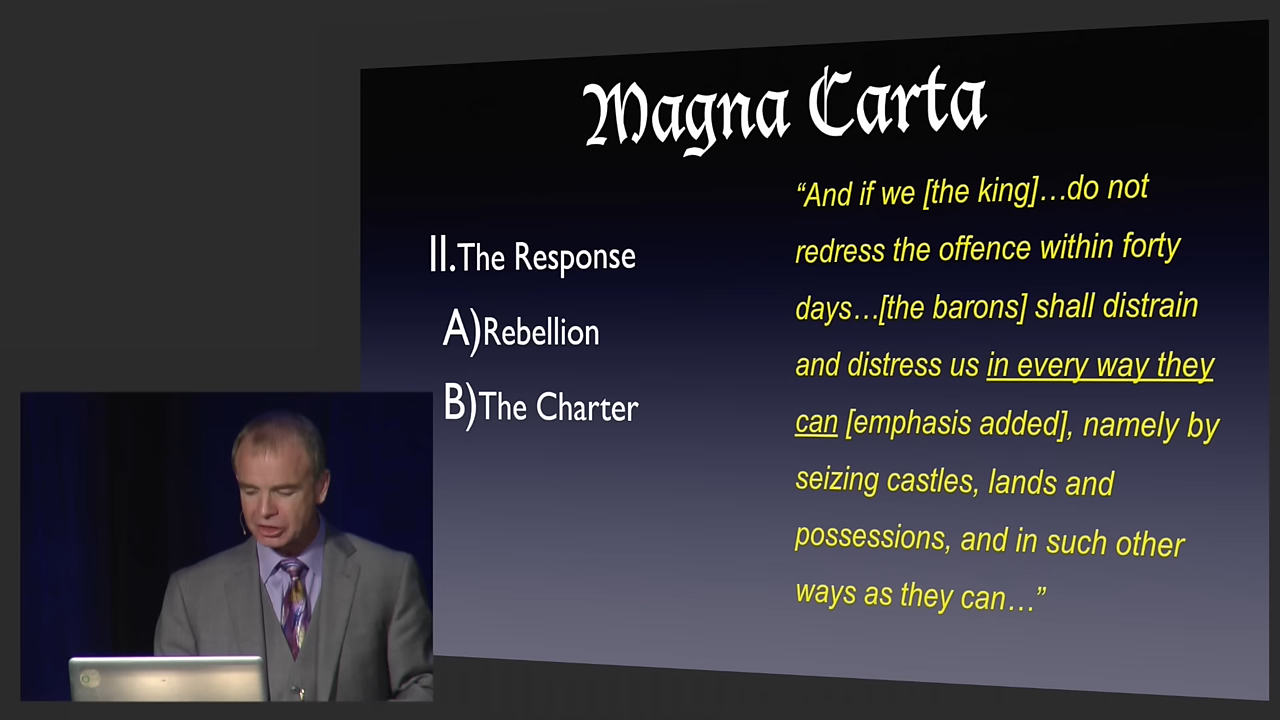 Magna Carta
II.The Response
A)Rebellion
B)The Charter
“And if we [the king]…do not
redress the offence within forty
days…[the barons] shall distrain
and distress us in every way they
can [emphasis added], namely by
seizing castles, lands and
possessions, and in such other
ways as they can…”